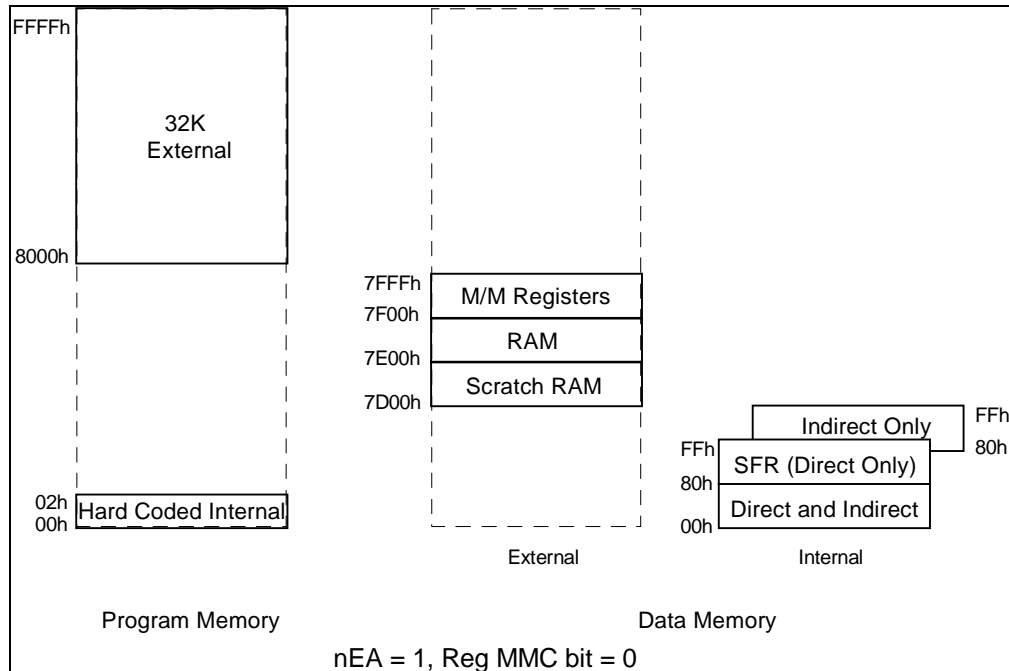 FFFFh
32K
External
8000h
7FFFh
M/M Registers
7F00h
RAM
7E00h
Scratch RAM
7D00h
Indirect Only
FFh
80h
FFh
SFR (Direct Only)
80h
Direct and Indirect
00h
02h
Hard Coded Internal
00h
External
Internal
Program Memory
Data Memory
nEA = 1, Reg MMC bit = 0